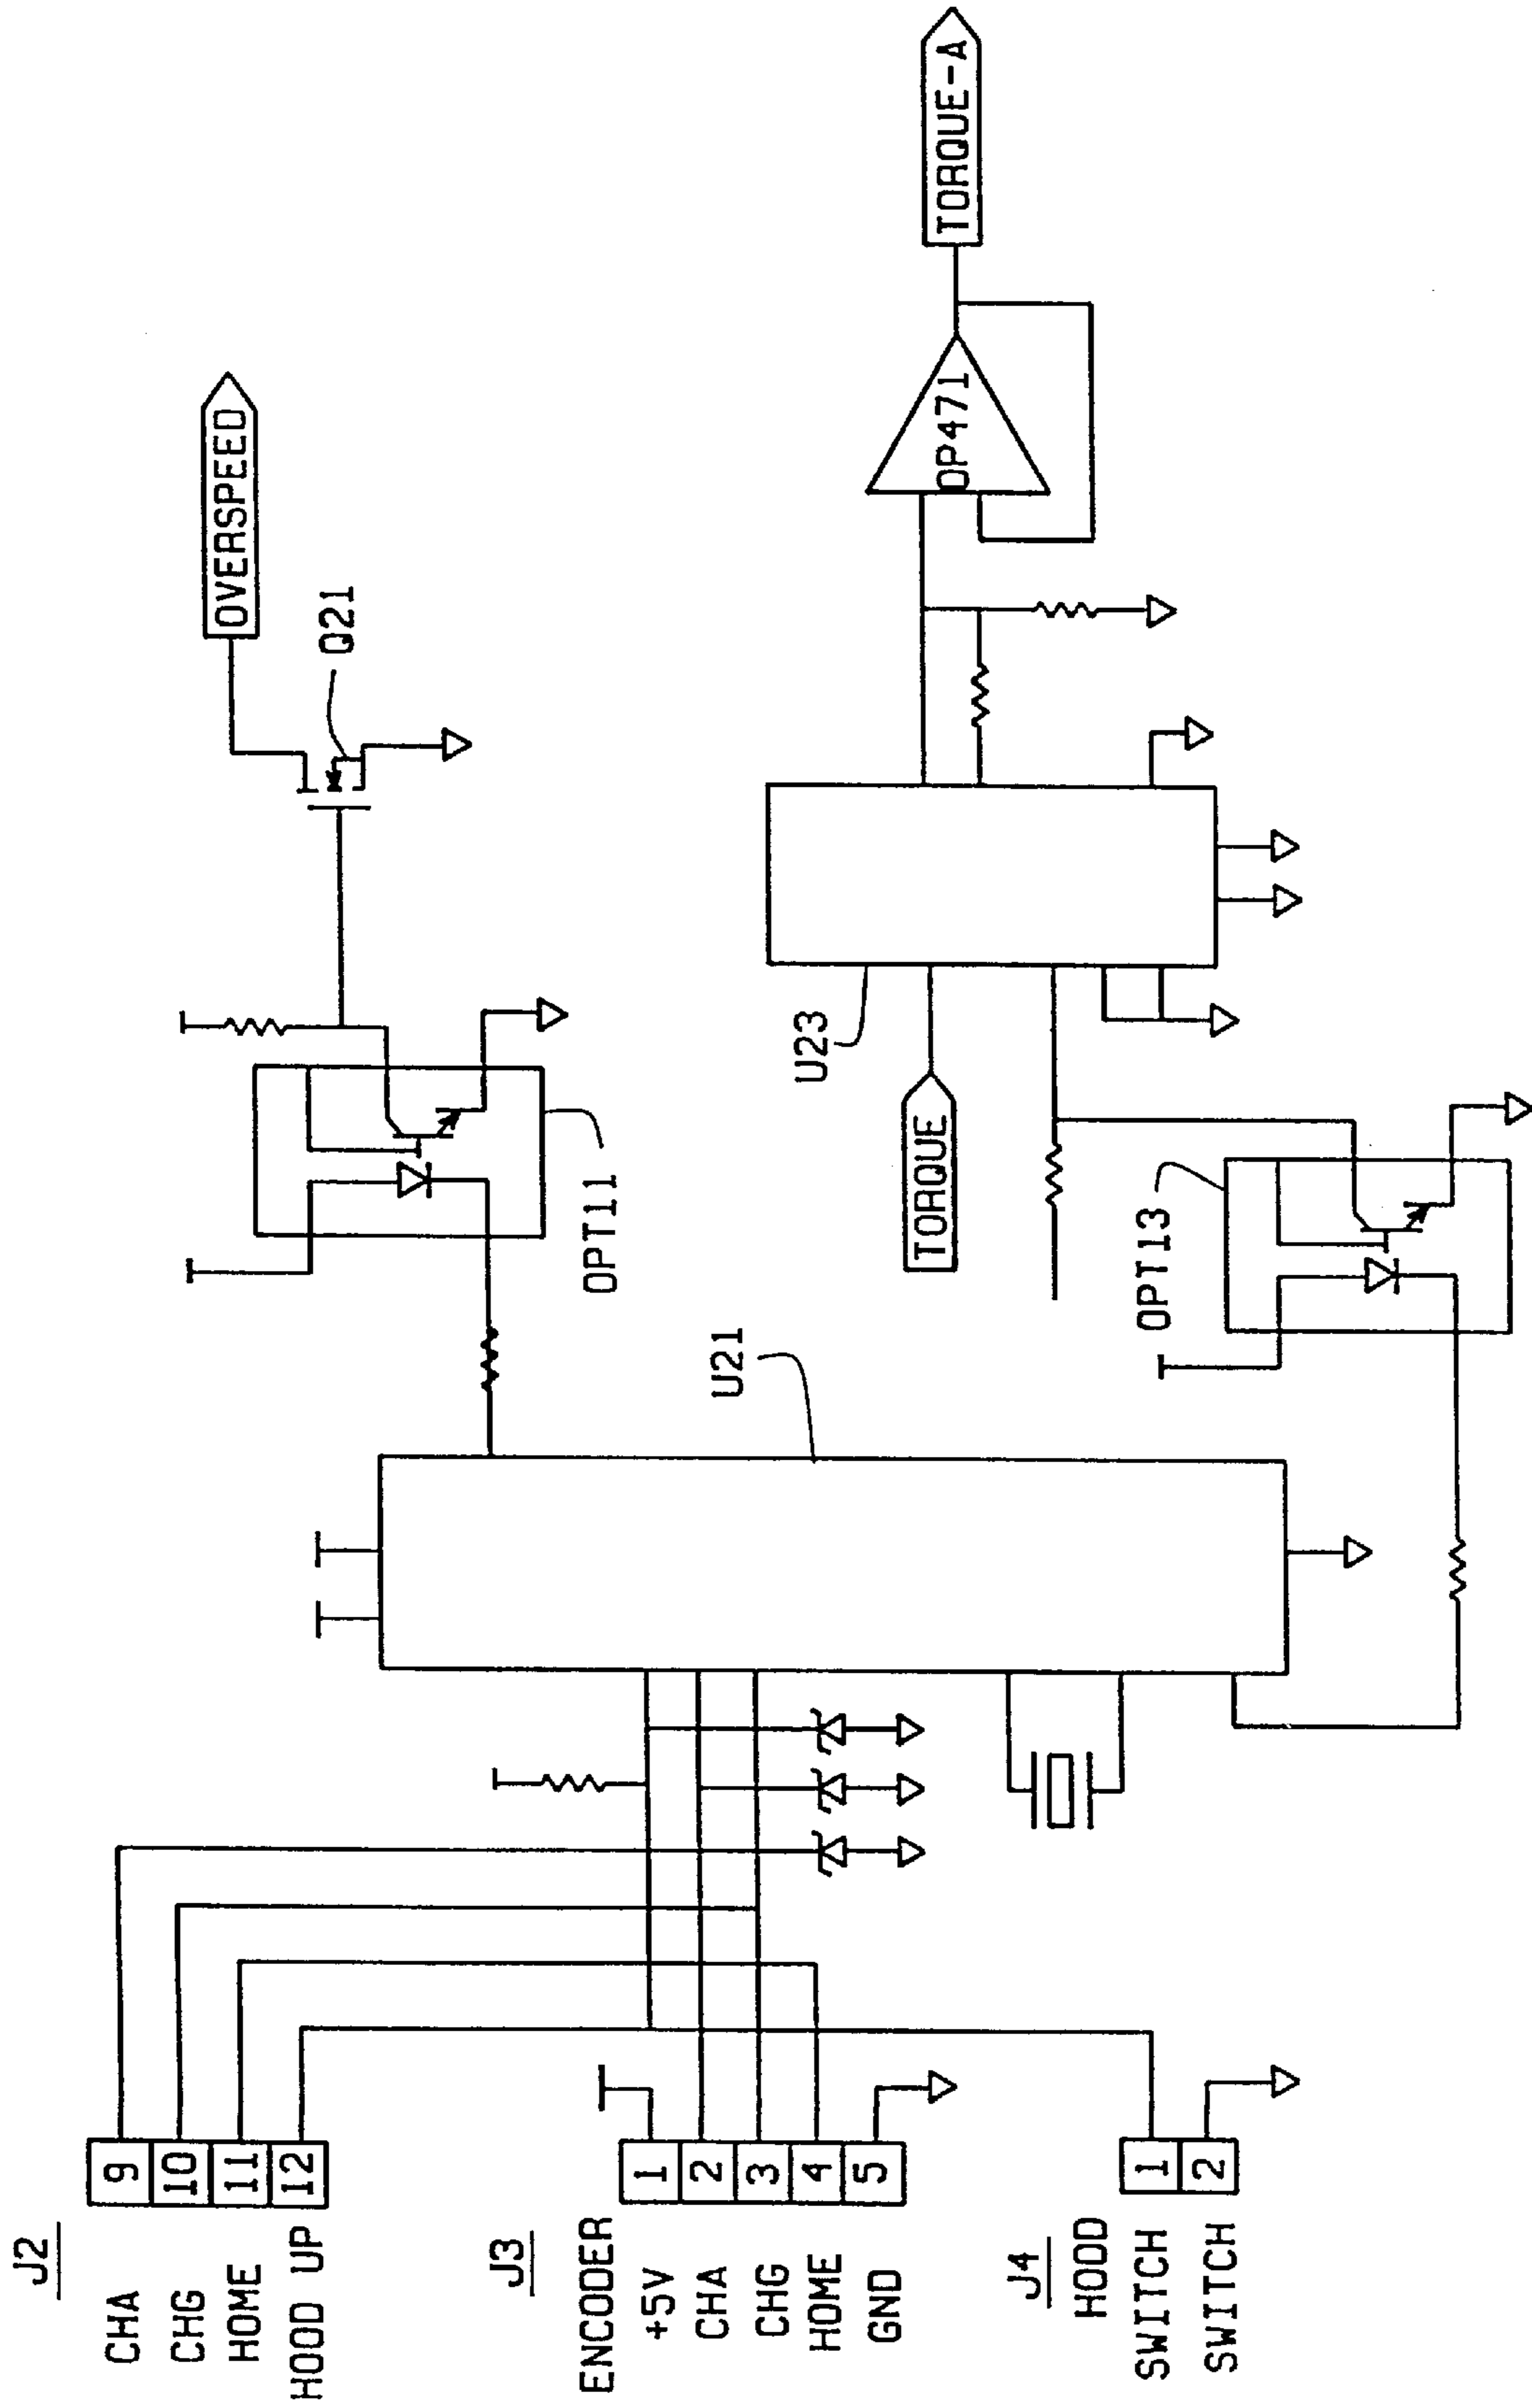 J2
CHA
CHG
HOME
HOOD UP
9
10
11
12
J3
ENCODER
+5V
CHA
CHG
HOME
GND
1
2
3
4
5
J4
HOOD
SWITCH
SWITCH
1
2
U21
OPT11
OPT13
Q21
OVERSPEED
U23
TORQUE
OP471
TORQUE-A